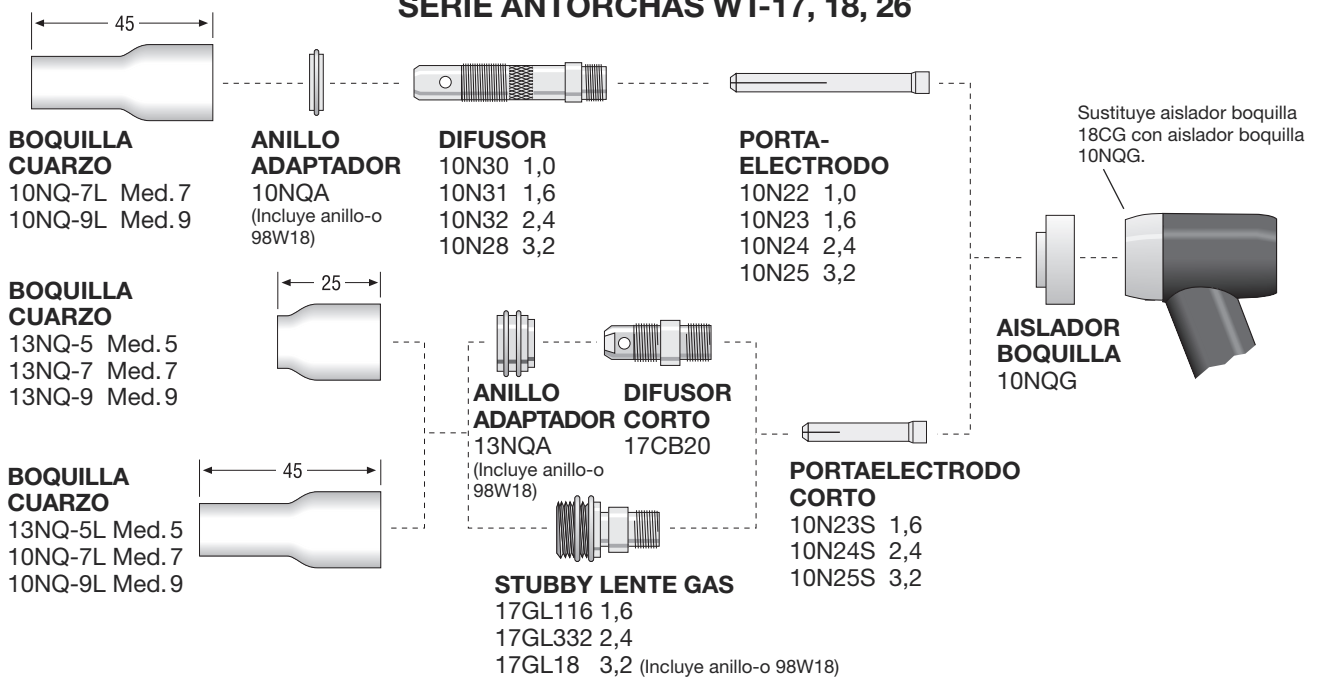 SERIE ANTORCHAS WT-17, 18, 26
45
BOQUILLA
CUARZO
10NQ-7L Med. 7
10NQ-9L Med. 9
ANILLO
ADAPTADOR
10NQA
(Incluye anillo-o
98W18)
DIFUSOR
10N30 1,0
10N31 1,6
10N32 2,4
10N28 3,2
PORTA-
ELECTRODO
10N22 1,0
10N23 1,6
10N24 2,4
10N25 3,2
Sustituye aislador boquilla
18CG con aislador boquilla
10NQG.
AISLADOR
BOQUILLA
10NQG
BOQUILLA
CUARZO
13NQ-5 Med. 5
13NQ-7 Med. 7
13NQ-9 Med. 9
25
ANILLO
ADAPTADOR
13NQA
(Incluye anillo-o
98W18)
DIFUSOR
CORTO
17CB20
BOQUILLA
CUARZO
13NQ-5L Med. 5
10NQ-7L Med. 7
10NQ-9L Med. 9
45
STUBBY LENTE GAS
17GL116 1,6
17GL332 2,4
17GL18 3,2 (Incluye anillo-o 98W18)
PORTAELECTRODO
CORTO
10N23S 1,6
10N24S 2,4
10N25S 3,2